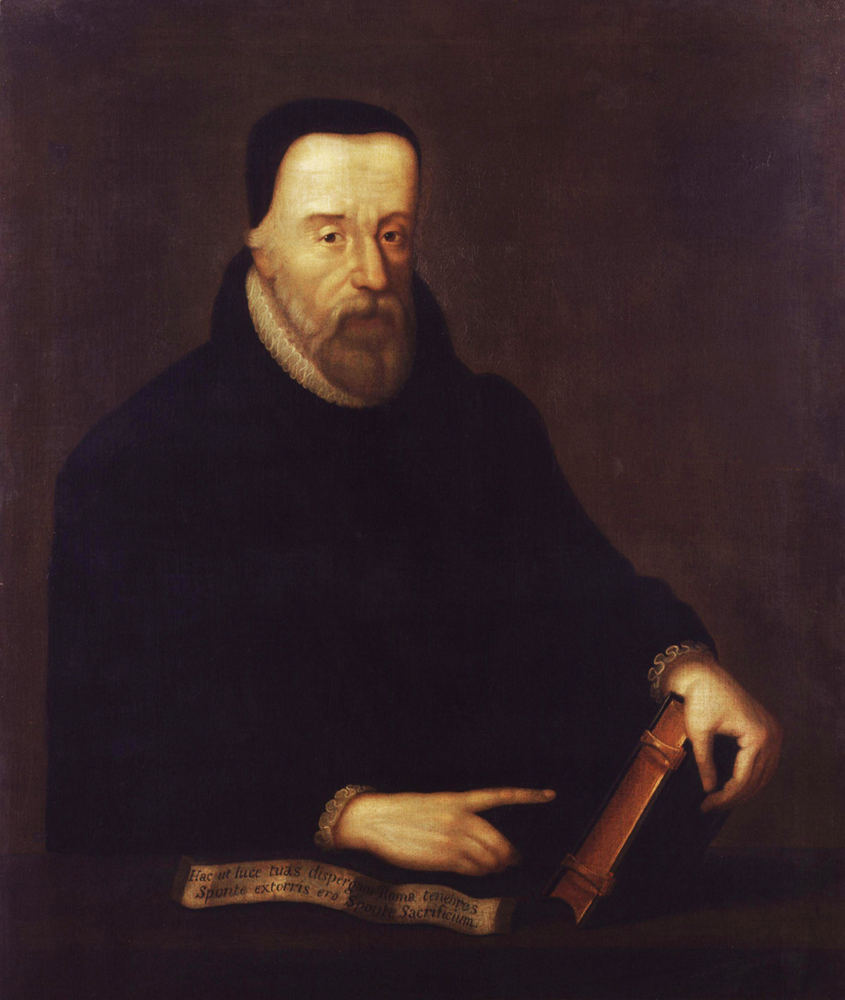 Hac ut luce tuas dispergam Roma tenebres
Sponte extorris ero Sponte Sacrificium.